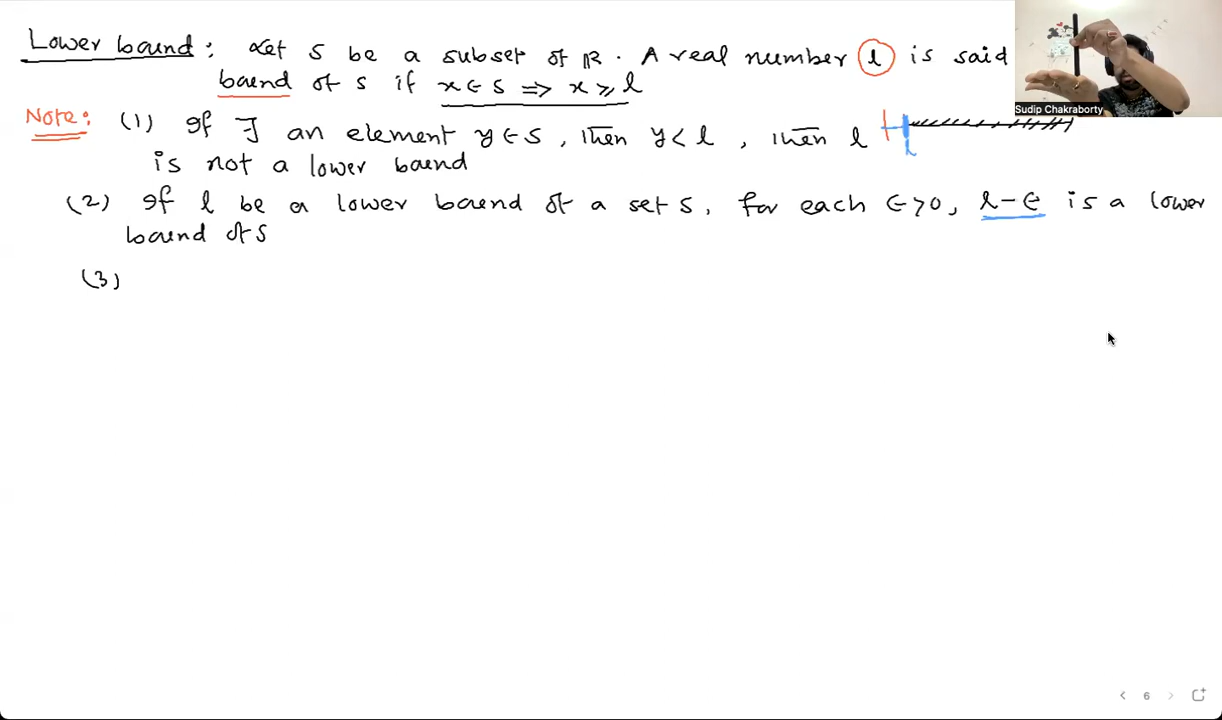 Lower bound : Let S be a subset of ℝ. A real number l is said
bound of S if x ∈ S ⇒ x ≥ l
Note: (1) If ∃ an element y ∈ S, then y < l, then l
l
is not a lower bound
(2) If l be a lower bound of a set S, for each ϵ > 0, l - ϵ is a lower
bound of S
(3)
Sudip Chakraborty
6